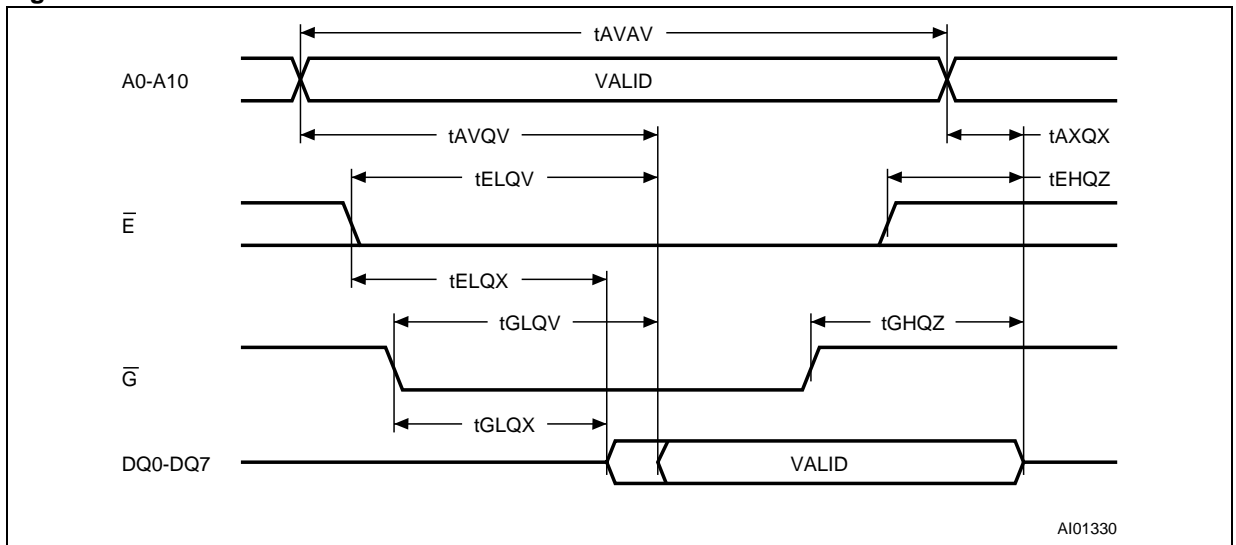 tAVAV
A0-A10
VALID
tAVQV
tAXQX
tELQV
tEHQZ
E̅
tELQX
tGLQV
tGHQZ
G̅
tGLQX
DQ0-DQ7
VALID
AI01330